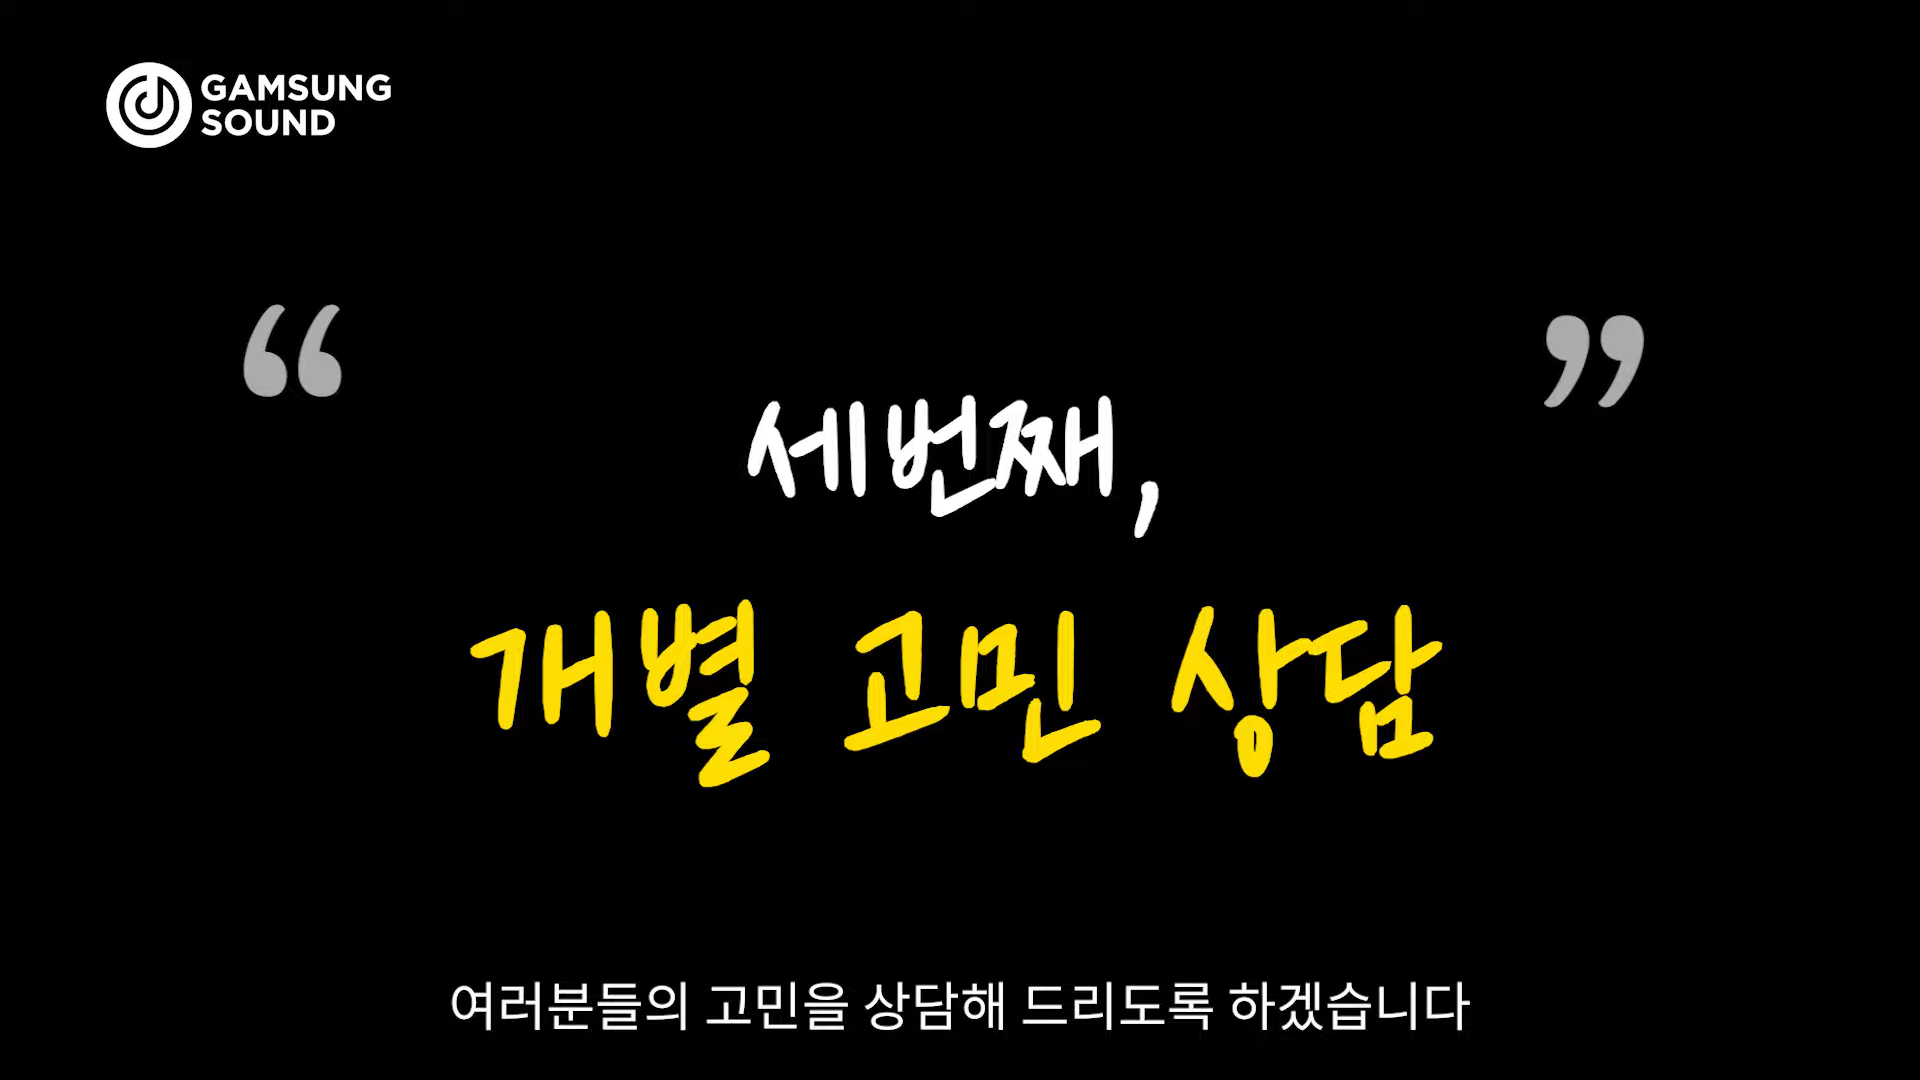 GAMSUNG
SOUND
“ ”
세번째,
개별 고민 상담
여러분들의 고민을 상담해 드리도록 하겠습니다